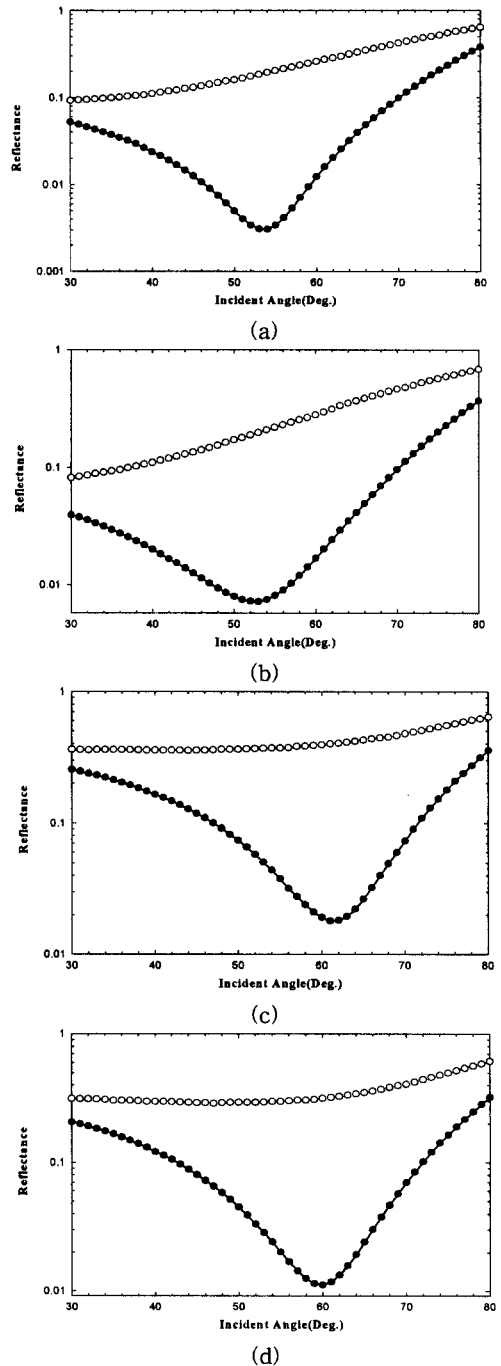 1
0.1
Reflectance
0.01
0.001
30 40 50 60 70 80
Incident Angle(Deg.)
(a)
1
0.1
Reflectance
0.01
30 40 50 60 70 80
Incident Angle(Deg.)
(b)
1
Reflectance
0.1
0.01
30 40 50 60 70 80
Incident Angle(Deg.)
(c)
1
Reflectance
0.1
0.01
30 40 50 60 70 80
Incident Angle(Deg.)
(d)